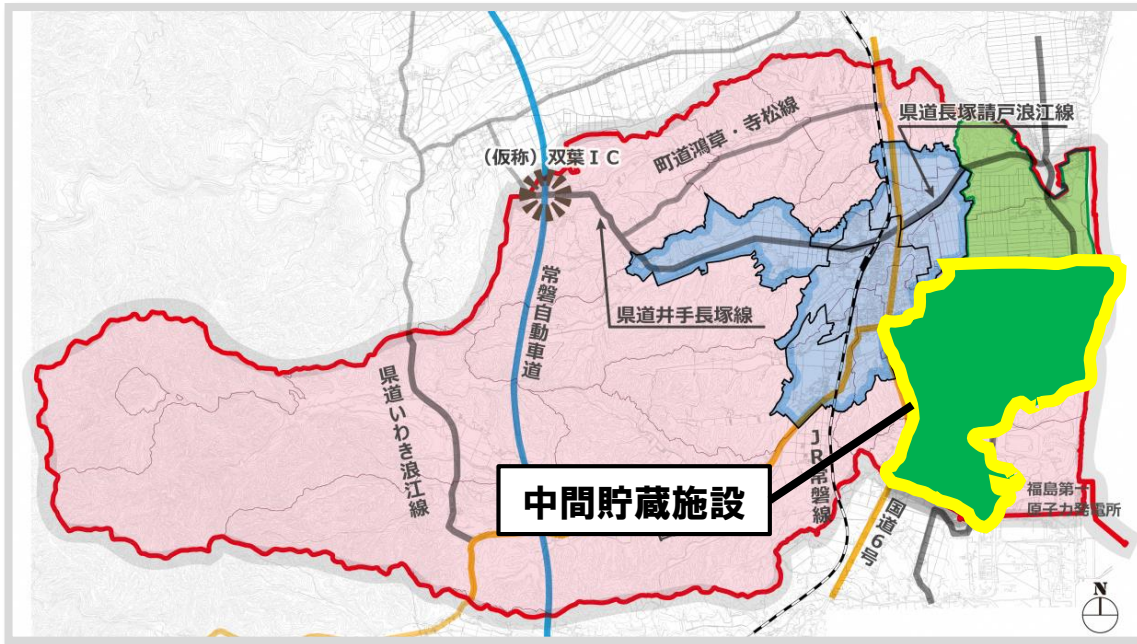 県道長塚請戸浪江線
町道鴻草・寺松線
（仮称）双葉ＩＣ
常磐自動車道
県道井手長塚線
県道いわき浪江線
ＪＲ常磐線
中間貯蔵施設
国道６号
福島第一
原子力発電所
N